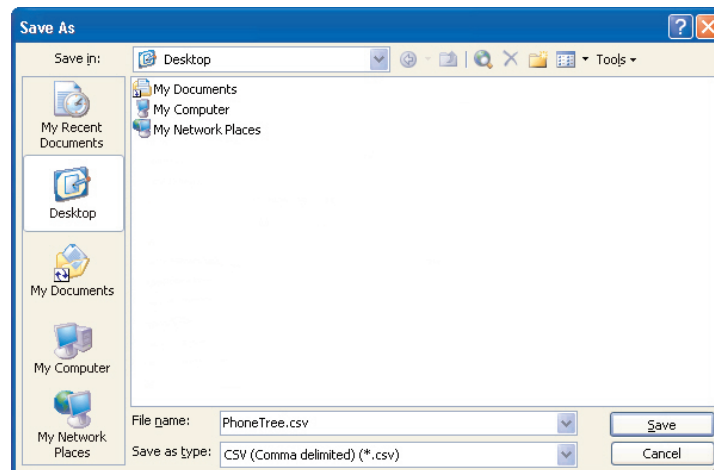 Save As
Save in:
Desktop
Tools
My Recent
Documents
Desktop
My Documents
My Computer
My Network
Places
My Documents
My Computer
My Network Places
File name:
PhoneTree.csv
Save
Save as type:
CSV (Comma delimited) (*.csv)
Cancel